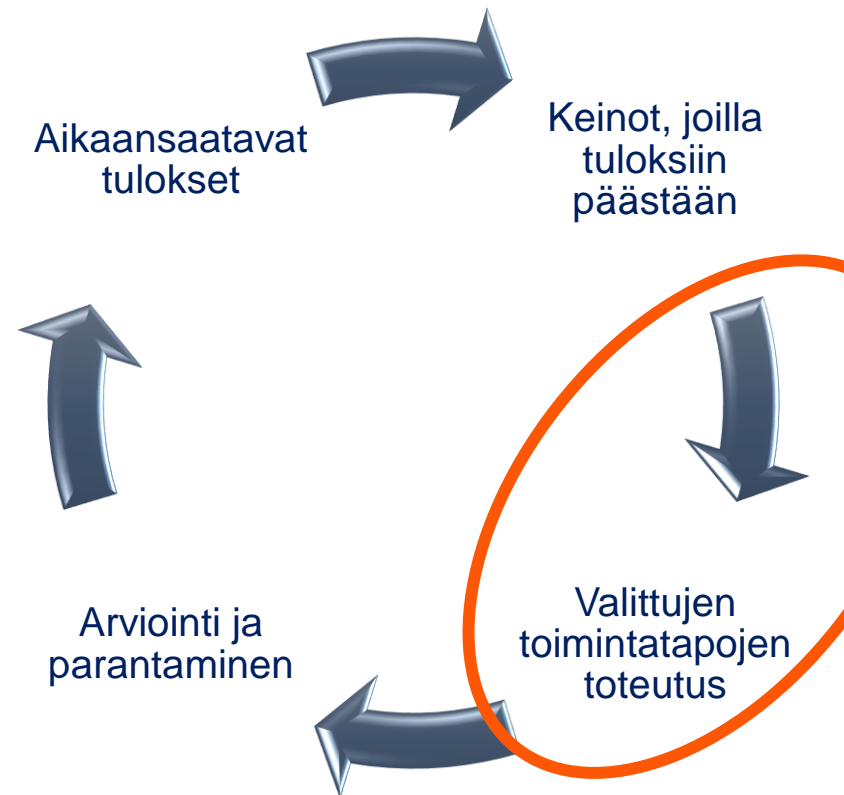 Aikaansaatavat
tulokset
Keinot, joilla
tuloksiin
päästään
Valittujen
toimintatapojen
toteutus
Arviointi ja
parantaminen